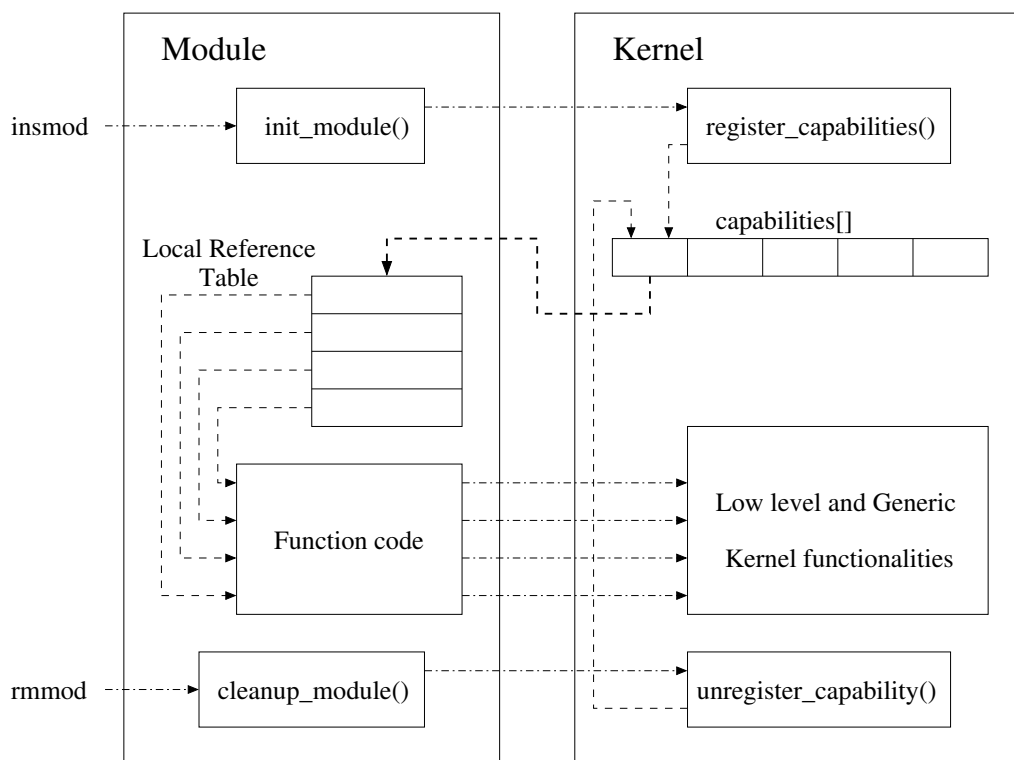 Module
Kernel
insmod
init_module()
register_capabilities()
capabilities[]
Local Reference
Table
Function code
Low level and Generic
Kernel functionalities
rmmod
cleanup_module()
unregister_capability()